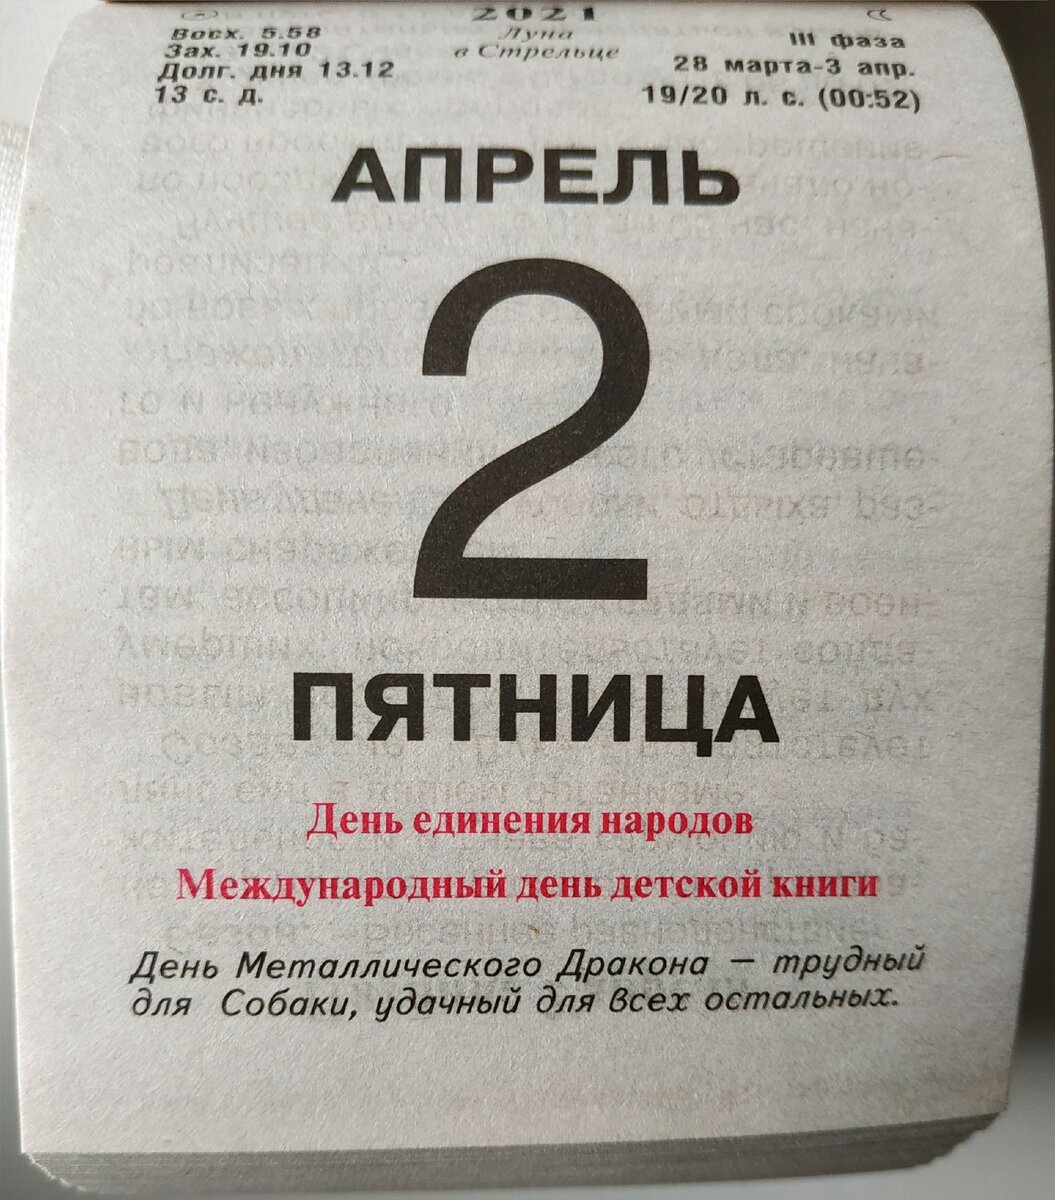 2021
Восх. 5.58
Зах. 19.10
Долг. дня 13.12
13 с. д.
Луна
в Стрельце
III фаза
28 марта-3 апр.
19/20 л. с. (00:52)
АПРЕЛЬ
2
ПЯТНИЦА
День единения народов
Международный день детской книги
День Металлического Дракона — трудный
для Собаки, удачный для всех остальных.